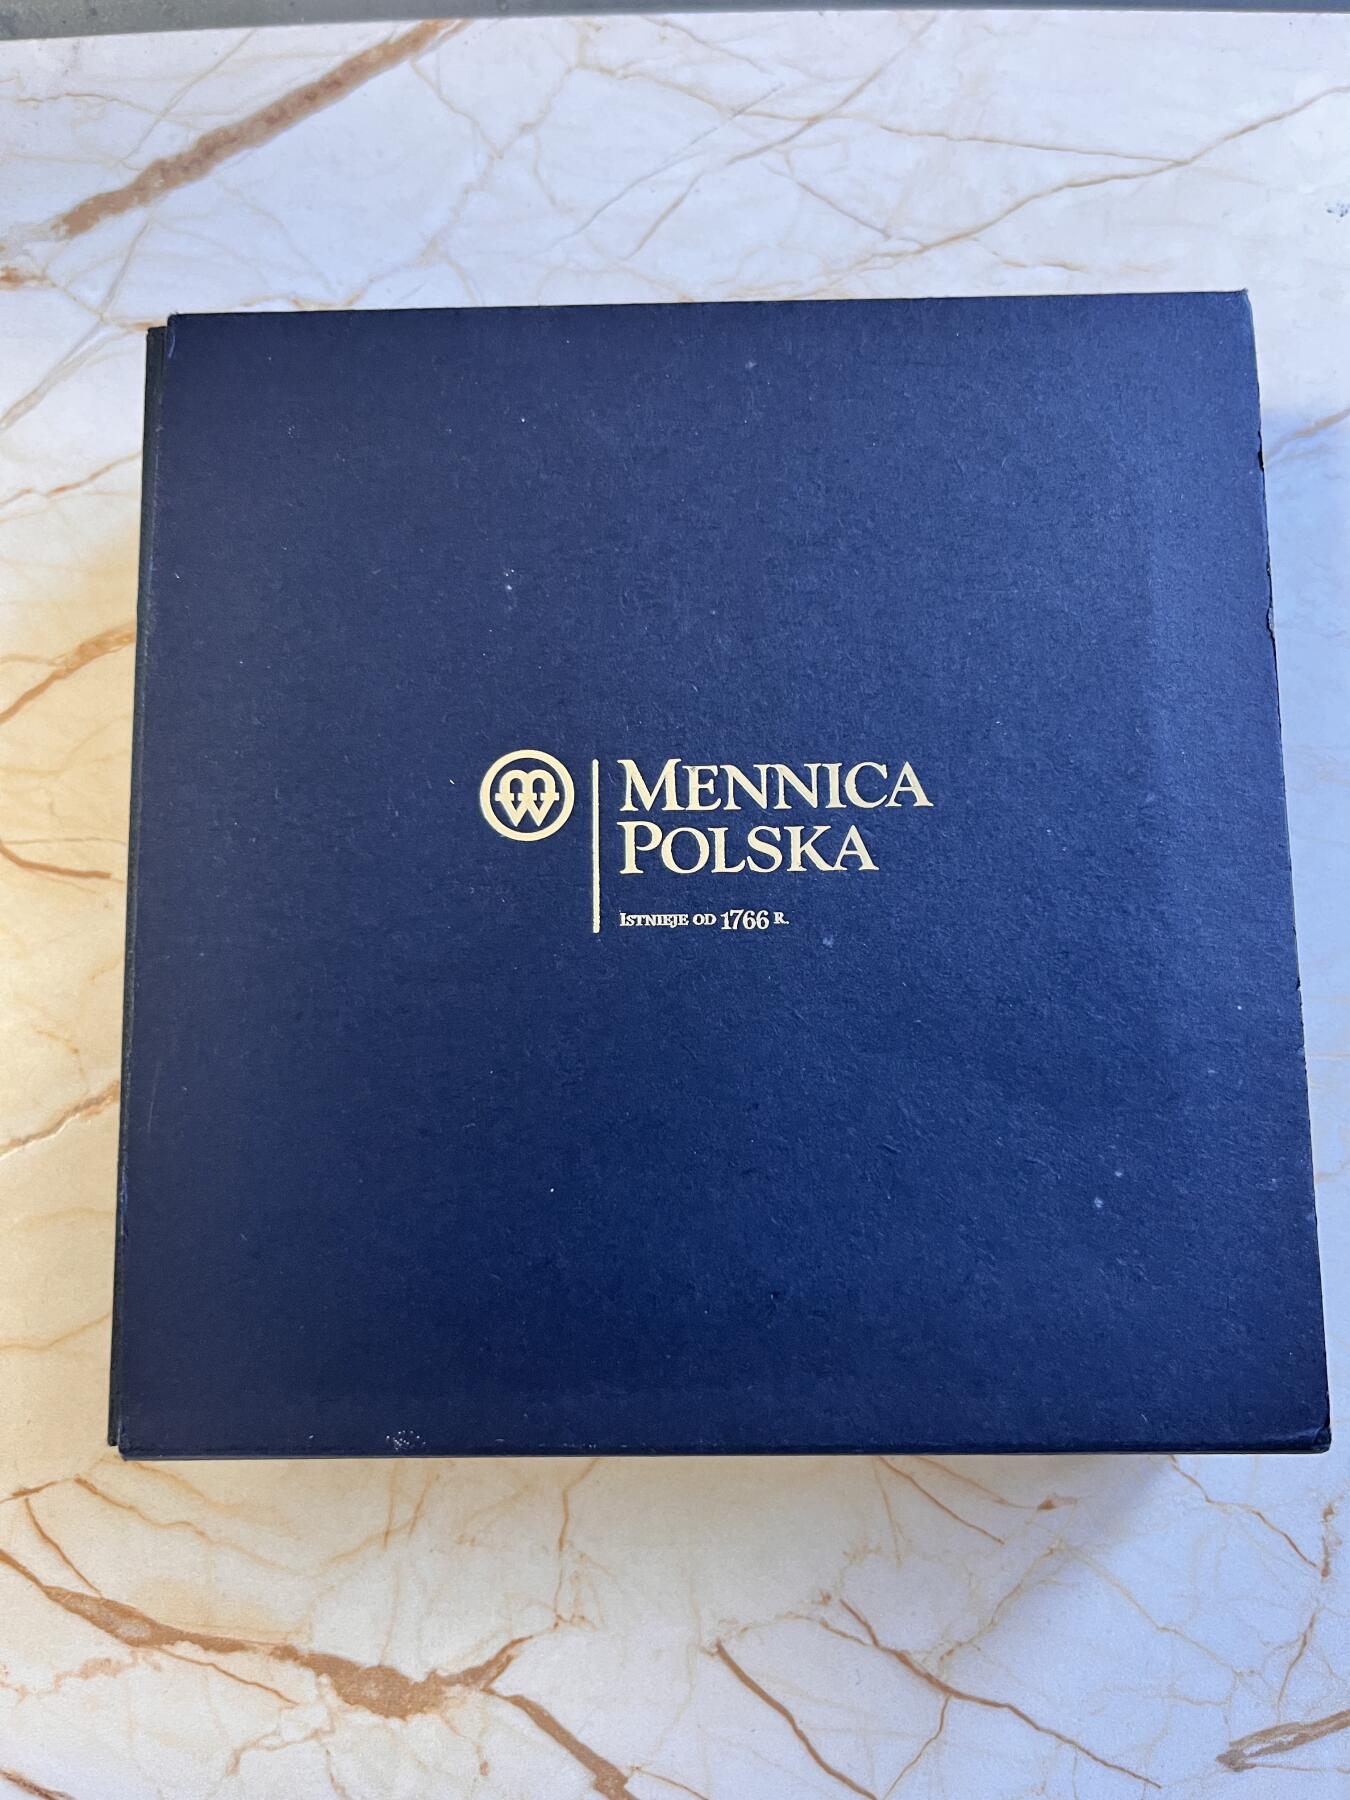 MENNICA
POLSKA
ISTNIEJE OD 1766 R.